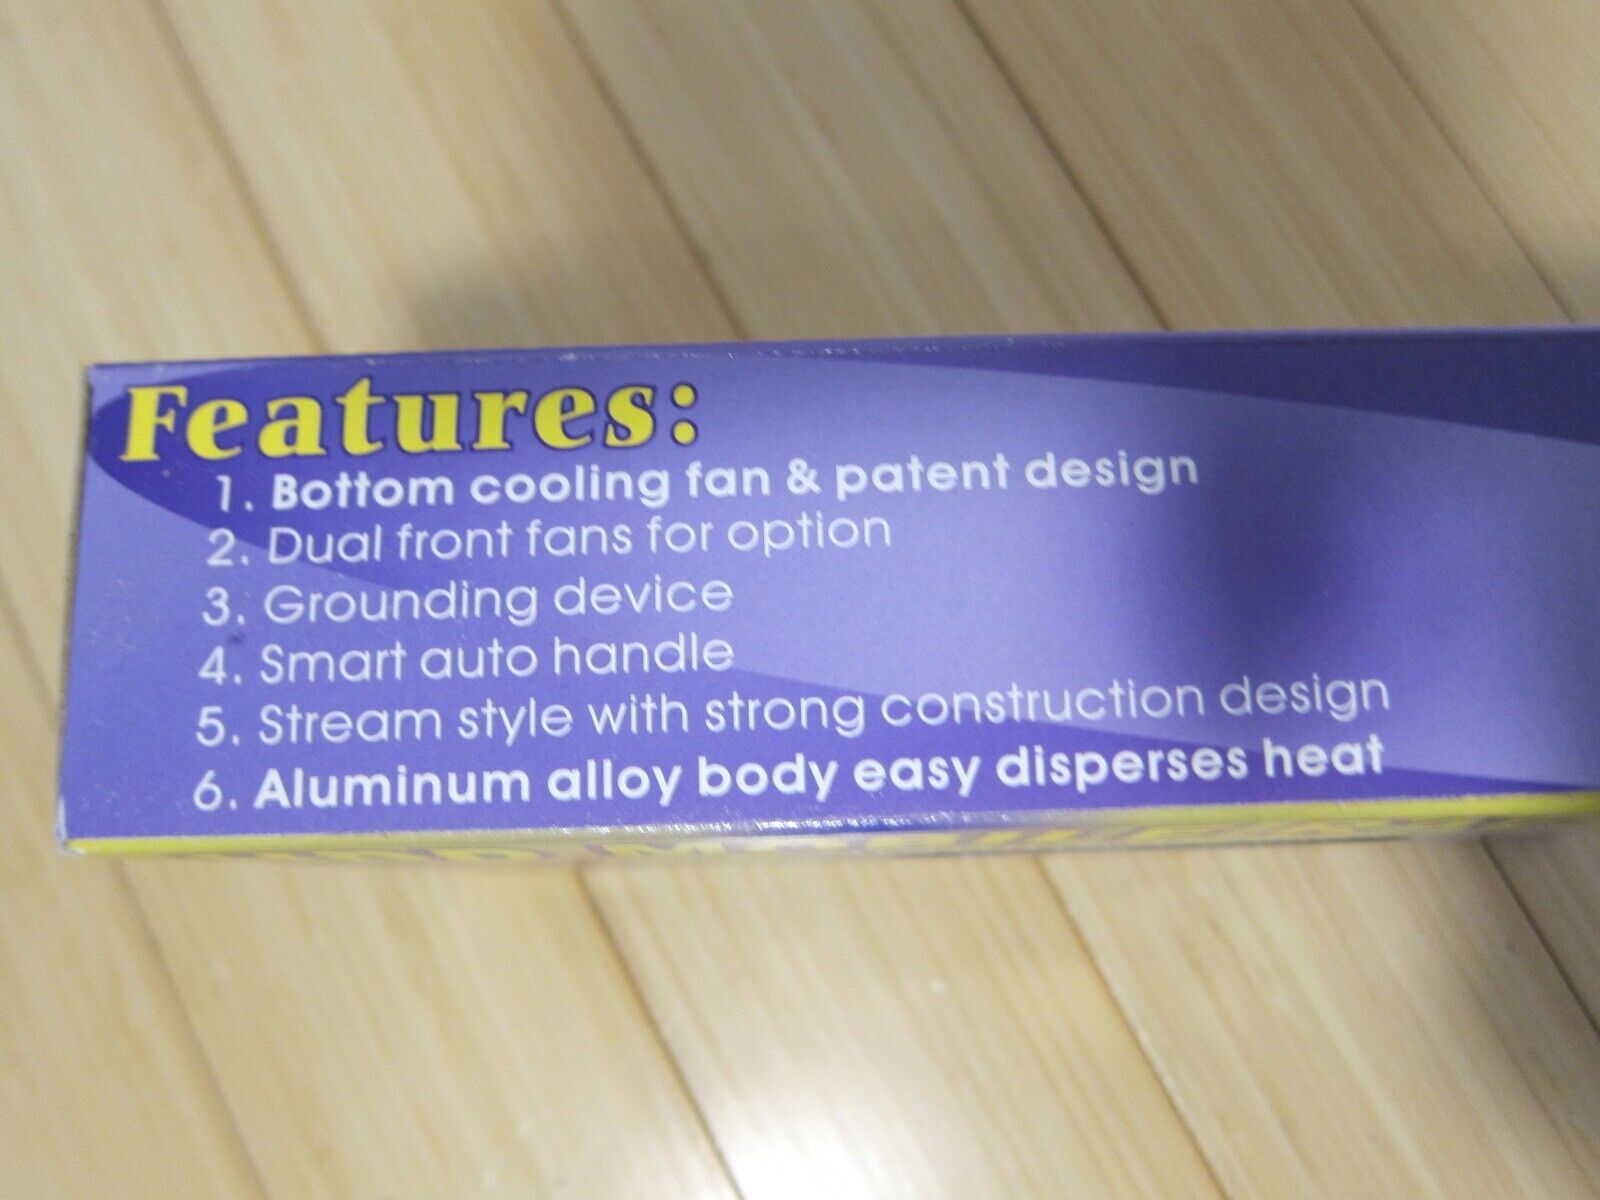 Features:
1. Bottom cooling fan & patent design
2. Dual front fans for option
3. Grounding device
4. Smart auto handle
5. Stream style with strong construction design
6. Aluminum alloy body easy disperses heat